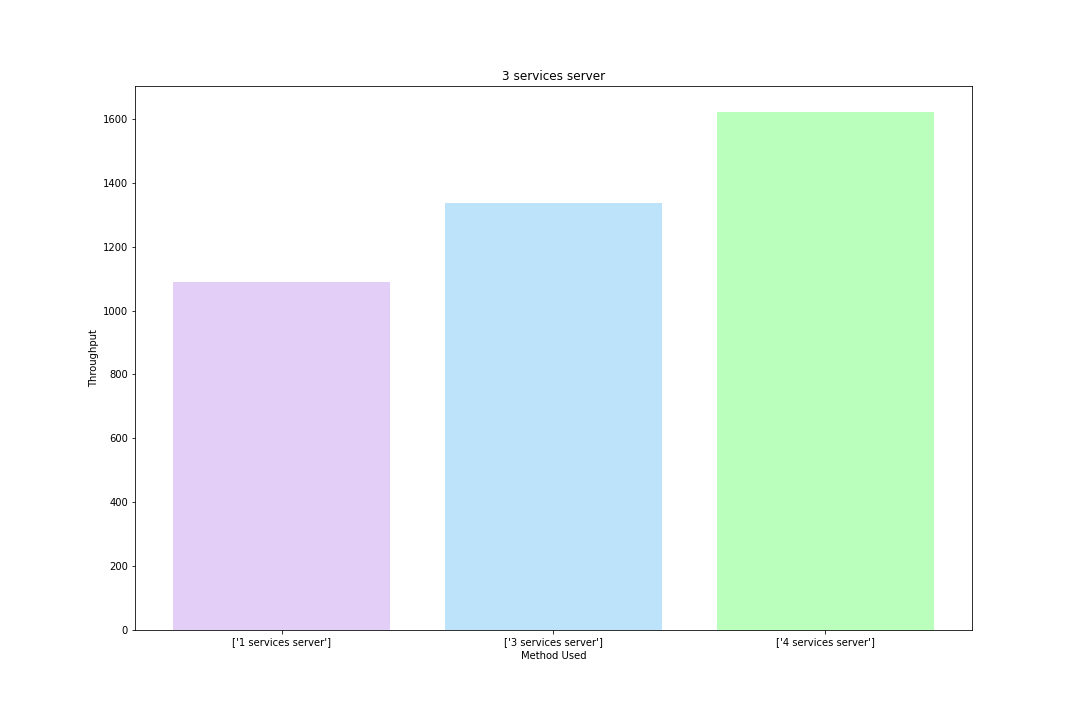 3 services server
1600
1400
1200
1000
800
600
400
200
0
Throughput
['1 services server'] ['3 services server'] ['4 services server']
Method Used